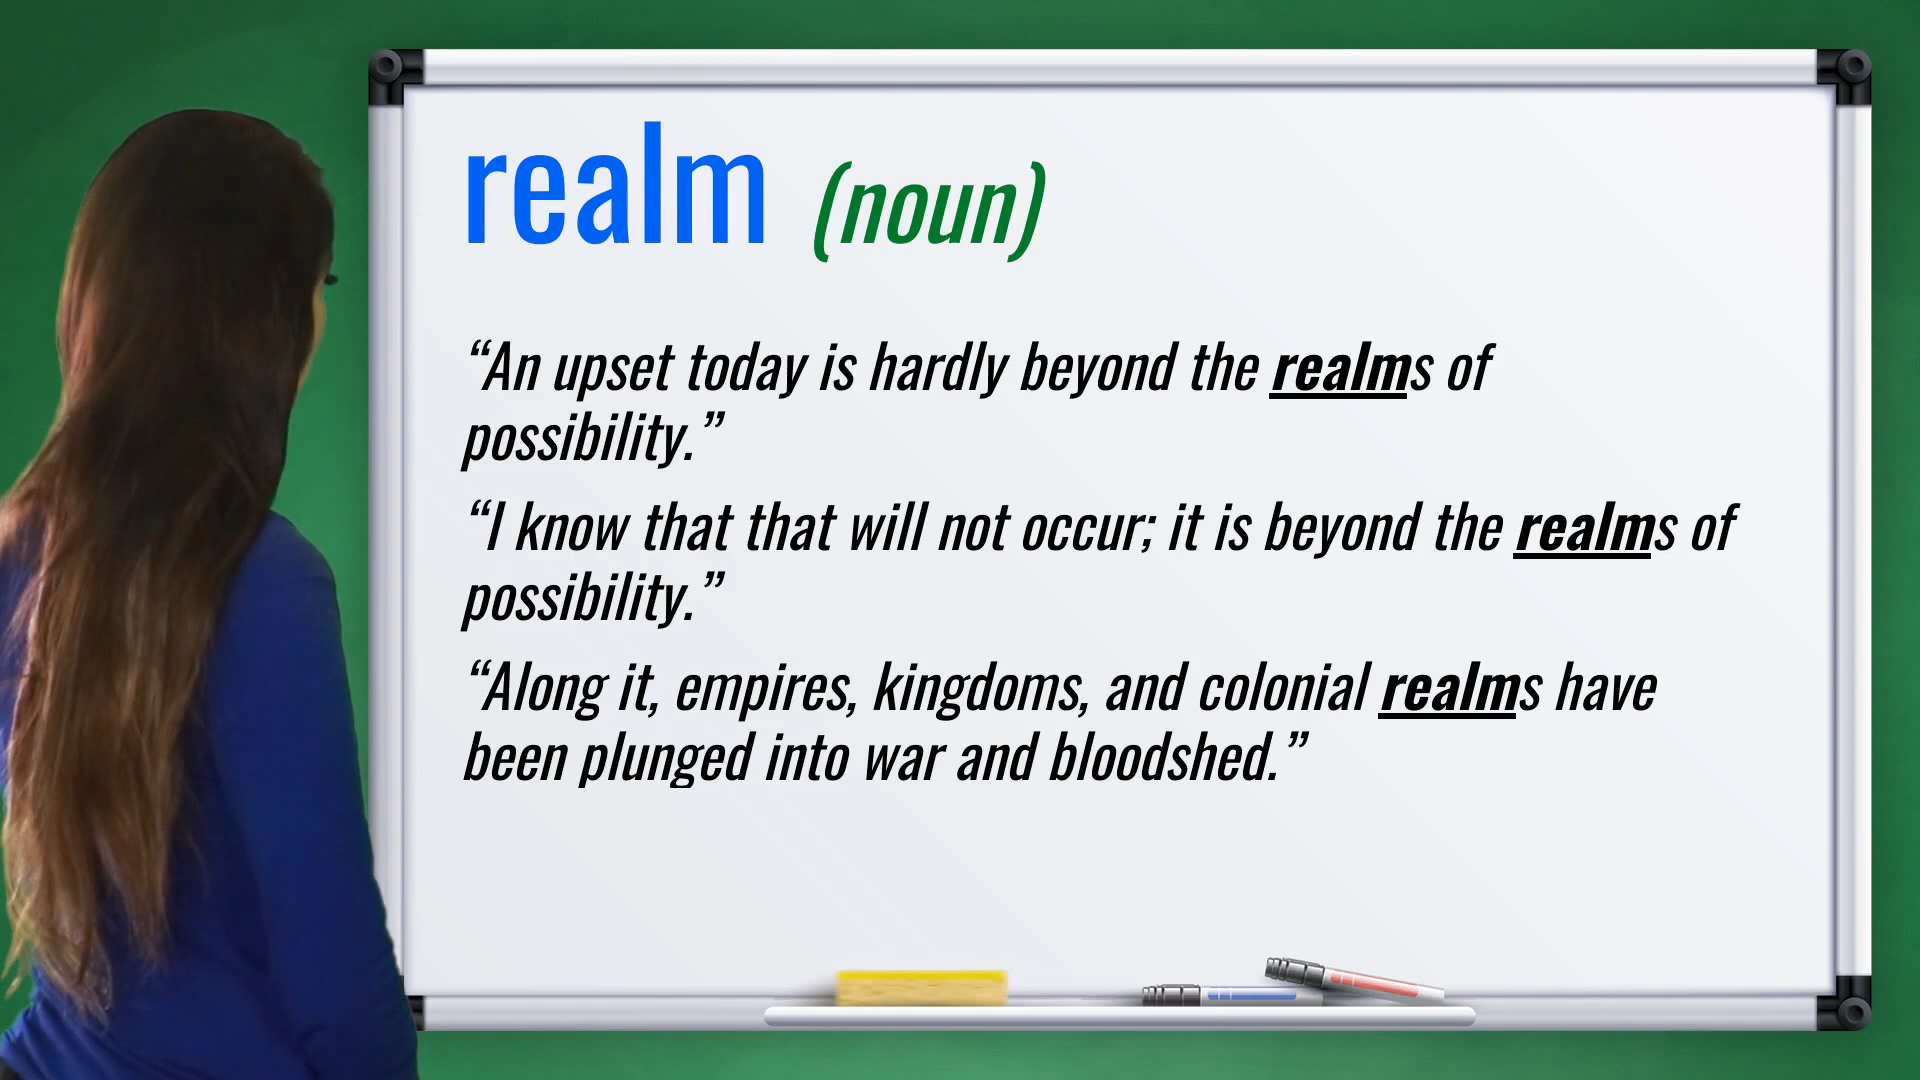 realm (noun)
“An upset today is hardly beyond the realms of
possibility.”
“I know that that will not occur; it is beyond the realms of
possibility.”
“Along it, empires, kingdoms, and colonial realms have
been plunged into war and bloodshed.”